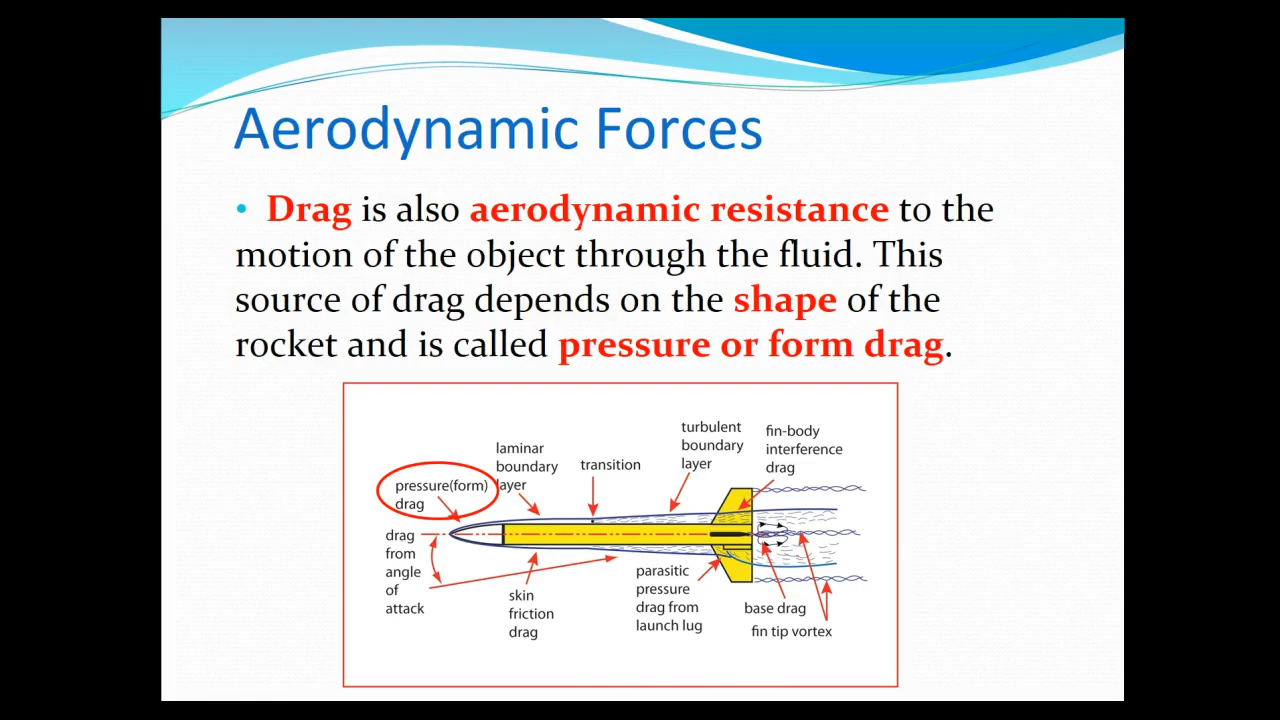 Aerodynamic Forces
• Drag is also aerodynamic resistance to the
motion of the object through the fluid. This
source of drag depends on the shape of the
rocket and is called pressure or form drag.
pressure(form)
drag
laminar
boundary
layer
transition
turbulent
boundary
layer
fin-body
interference
drag
drag
from
angle
of
attack
skin
friction
drag
parasitic
pressure
drag from
launch lug
base drag
fin tip vortex